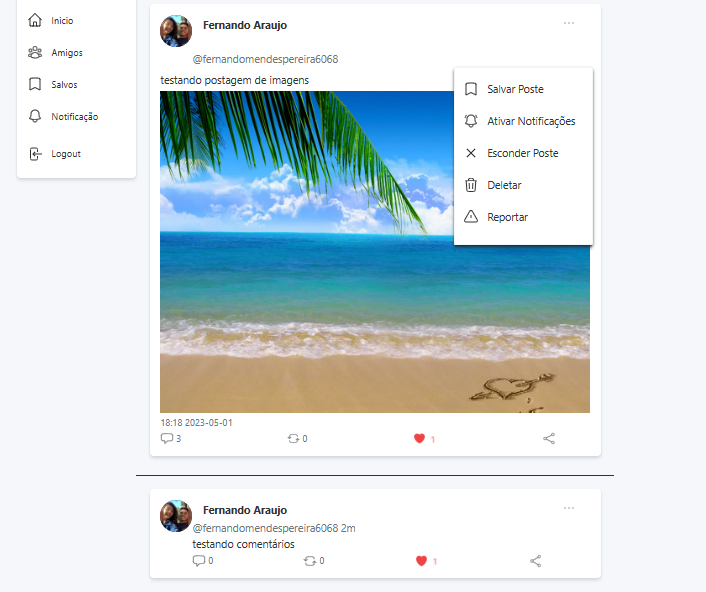 Inicio
Amigos
Salvos
Notificação
Logout
Fernando Araujo
@fernandomendespereira6068
testando postagem de imagens
Salvar Poste
Ativar Notificações
Esconder Poste
Deletar
Reportar
18:18 2023-05-01
3 0 1
Fernando Araujo
@fernandomendespereira6068 2m
testando comentários
0 0 1